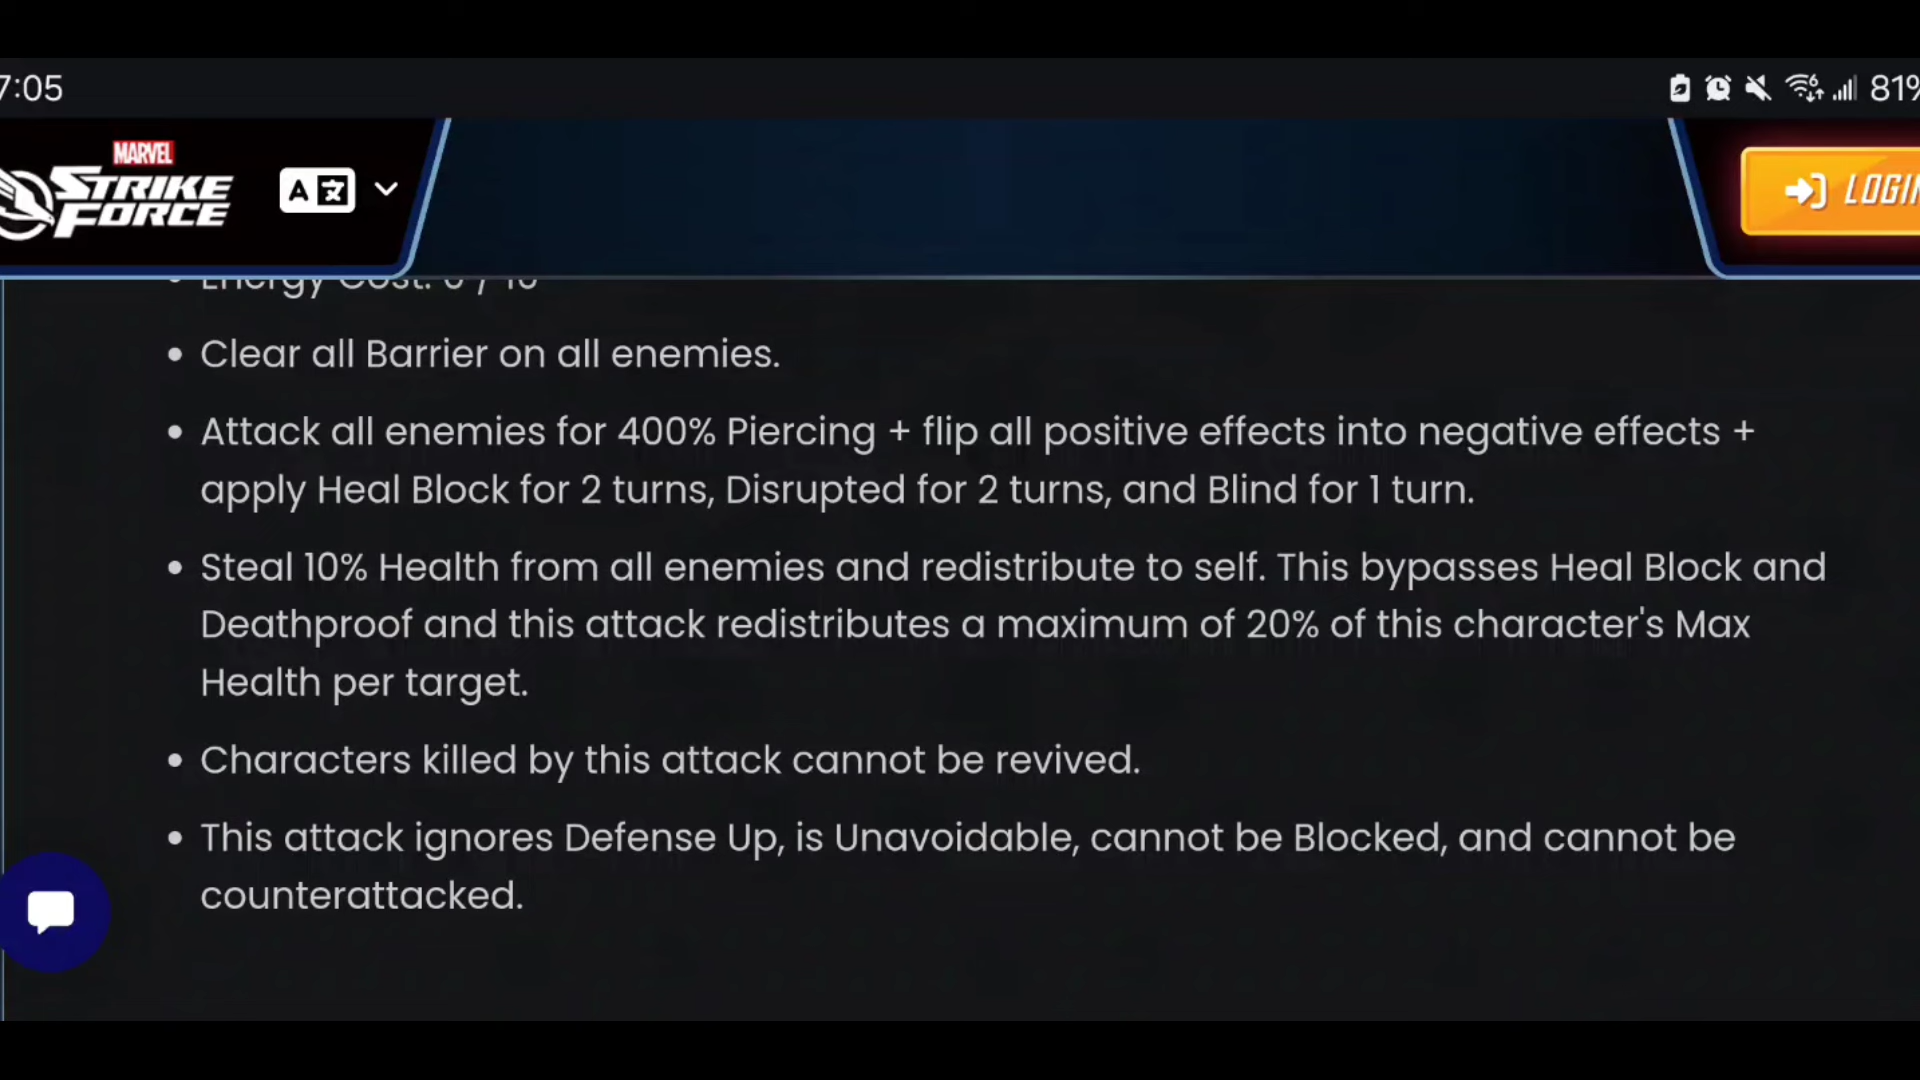 7:05
81%
MARVEL
STRIKE
FORCE
A
LOGIN
Energy Cost:
Clear all Barrier on all enemies.
Attack all enemies for 400% Piercing + flip all positive effects into negative effects +
apply Heal Block for 2 turns, Disrupted for 2 turns, and Blind for 1 turn.
Steal 10% Health from all enemies and redistribute to self. This bypasses Heal Block and
Deathproof and this attack redistributes a maximum of 20% of this character's Max
Health per target.
Characters killed by this attack cannot be revived.
This attack ignores Defense Up, is Unavoidable, cannot be Blocked, and cannot be
counterattacked.